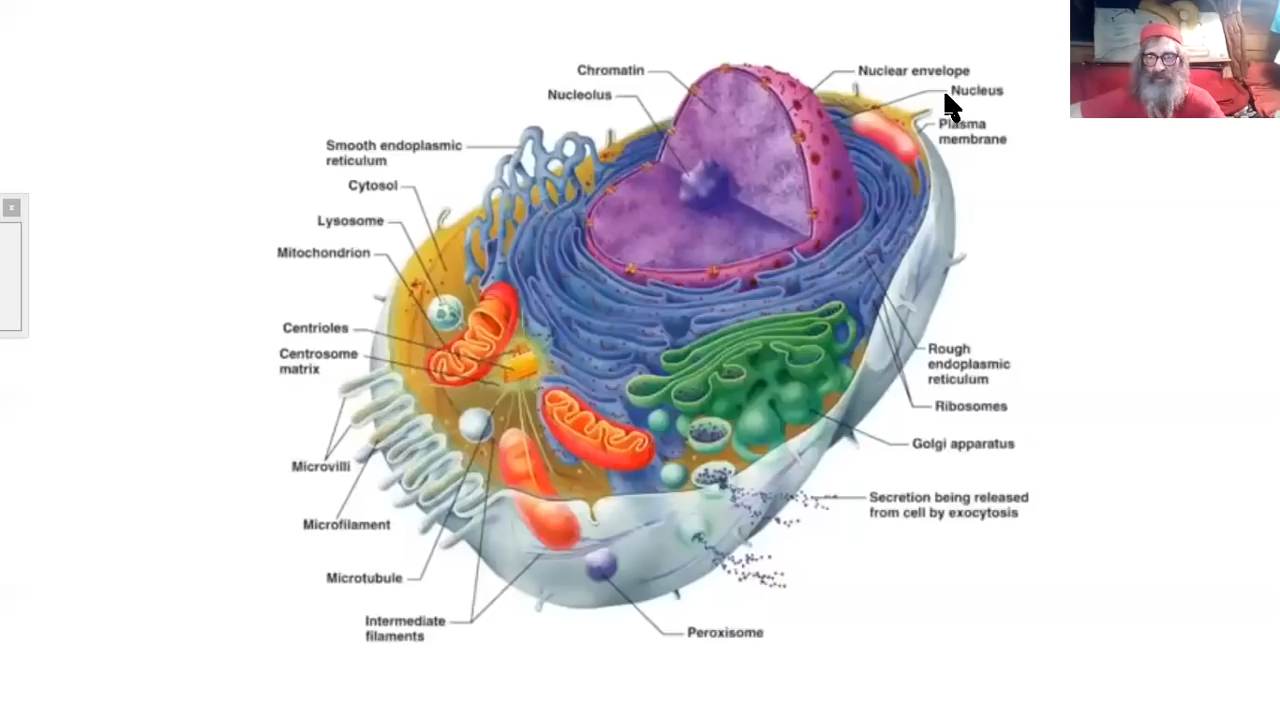 Chromatin
Nucleolus
Smooth endoplasmic
reticulum
Cytosol
Lysosome
Mitochondrion
Centrioles
Centrosome
matrix
Microvilli
Microfilament
Microtubule
Intermediate
filaments
Nuclear envelope
Nucleus
Plasma
membrane
Rough
endoplasmic
reticulum
Ribosomes
Golgi apparatus
Secretion being released
from cell by exocytosis
Peroxisome
x